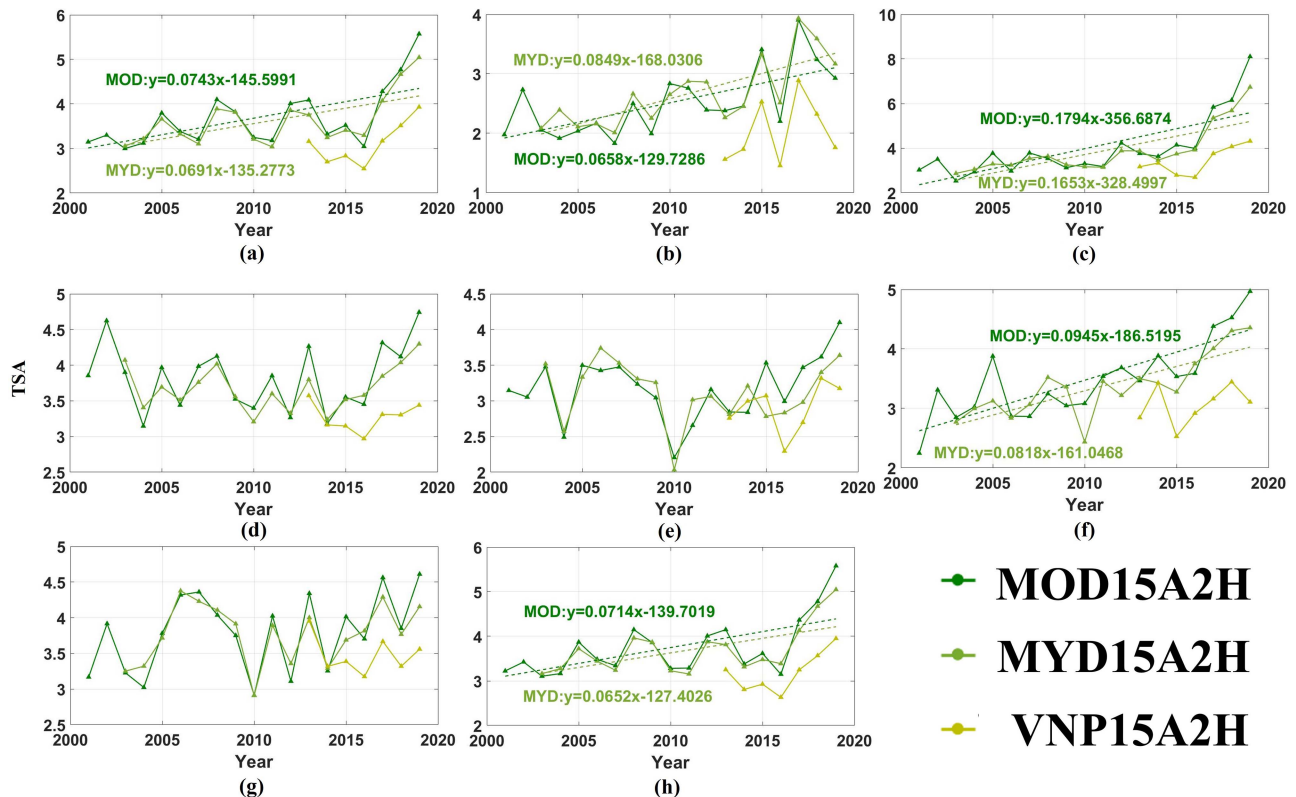 6
5
4
3
2
MOD:y=0.0743x-145.5991
MYD:y=0.0691x-135.2773
2000 2005 2010 2015 2020
Year
(a)
4
3
2
1
MYD:y=0.0849x-168.0306
MOD:y=0.0658x-129.7286
2000 2005 2010 2015 2020
Year
(b)
10
8
6
4
2
MOD:y=0.1794x-356.6874
MYD:y=0.1653x-328.4997
2000 2005 2010 2015 2020
Year
(c)
TSA
5
4.5
4
3.5
3
2.5
2000 2005 2010 2015 2020
Year
(d)
4.5
4
3.5
3
2.5
2
2000 2005 2010 2015 2020
Year
(e)
5
4
3
2
MOD:y=0.0945x-186.5195
MYD:y=0.0818x-161.0468
2000 2005 2010 2015 2020
Year
(f)
5
4.5
4
3.5
3
2.5
2000 2005 2010 2015 2020
Year
(g)
6
5
4
3
2
MOD:y=0.0714x-139.7019
MYD:y=0.0652x-127.4026
2000 2005 2010 2015 2020
Year
(h)
MOD15A2H
MYD15A2H
VNP15A2H